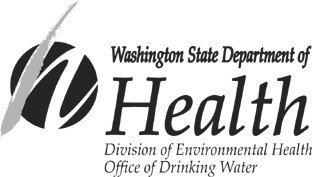 Washington State Department of
Health
Division of Environmental Health
Office of Drinking Water